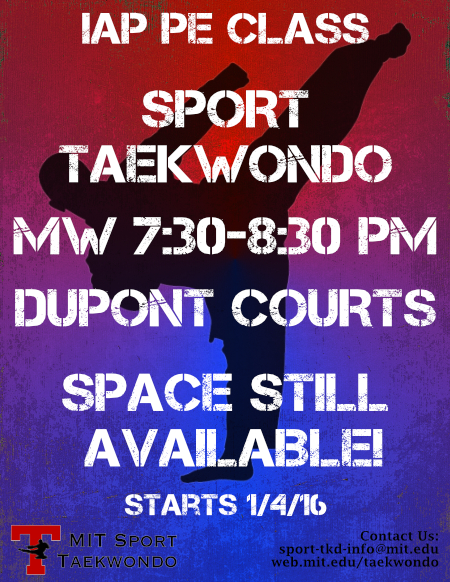 IAP PE CLASS
SPORT
TAEKWONDO
MW 7:30-8:30 PM
DUPONT COURTS
SPACE STILL
AVAILABLE!
STARTS 1/4/16
T
MIT SPORT
TAEKWONDO
Contact Us:
sport-tkd-info@mit.edu
web.mit.edu/taekwondo